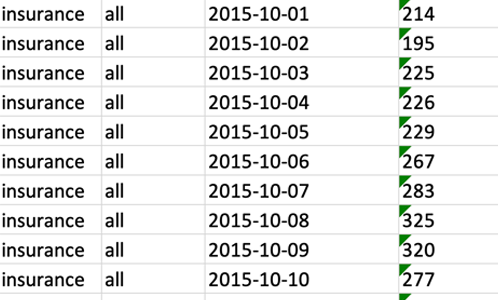 insurance all 2015-10-01 214
insurance all 2015-10-02 195
insurance all 2015-10-03 225
insurance all 2015-10-04 226
insurance all 2015-10-05 229
insurance all 2015-10-06 267
insurance all 2015-10-07 283
insurance all 2015-10-08 325
insurance all 2015-10-09 320
insurance all 2015-10-10 277